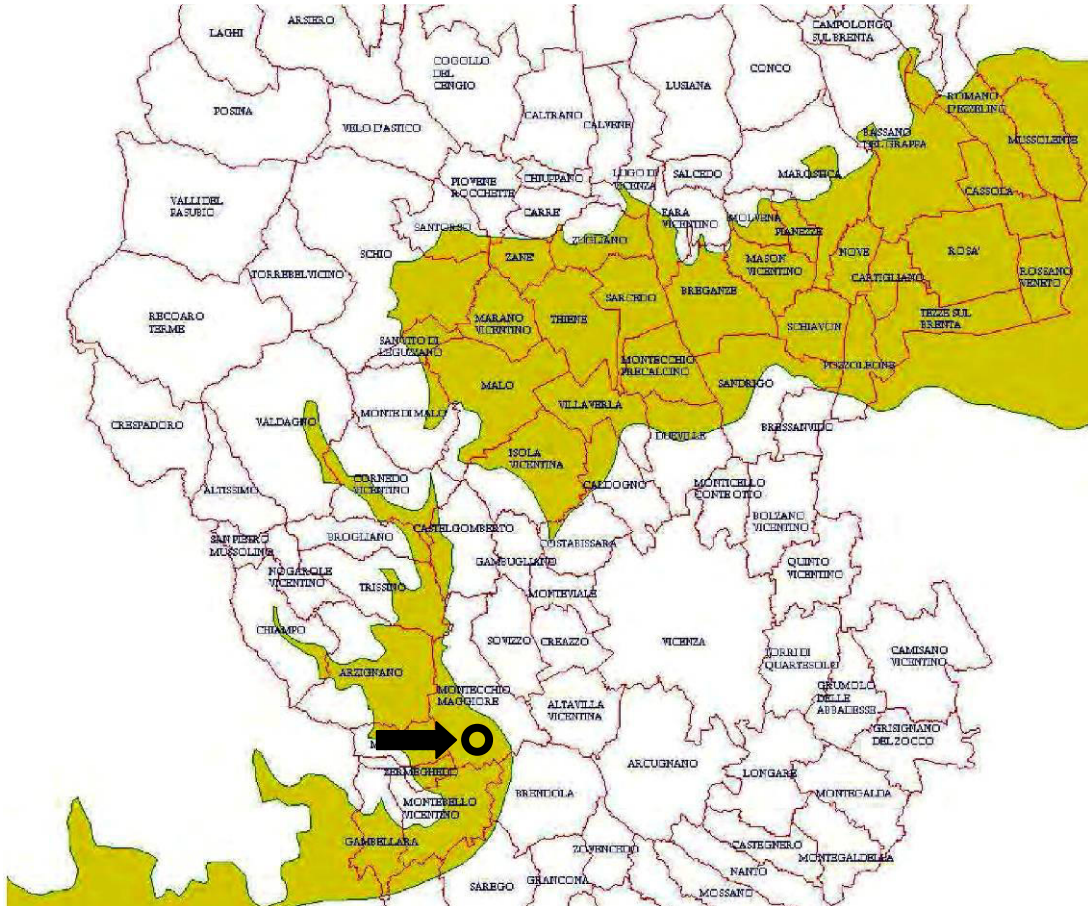 LAGHI
ARSIERO
CAMPOLONGO
SUL BRENTA
COGOLLO
DEL
CENGIO
CONCO
LUSIANA
POSINA
CALTRANO
ROMANO
D'EZZELINO
VELO D'ASTICO
CALVENE
BASSANO
DEL GRAPPA
MUSSOLENTE
PIOVENE
ROCCHETTE
CHIUPPANO
LUGO DI
VICENZA
SALCEDO
MAROSTICA
CASSOLA
VALLI DEL
PASUBIO
CARRE'
FARA
VICENTINO
MOLVENA
PIANEZZE
SANTORSO
ZUGLIANO
SCHIO
ZANE'
MASON
VICENTINO
NOVE
ROSA'
TORREBELVICINO
CARTIGLIANO
ROSSANO
VENETO
SARCEDO
BREGANZE
RECOARO
TERME
MARANO
VICENTINO
THIENE
SCHIAVON
TEZZE SUL
BRENTA
SAN VITO DI
LEGUZZANO
MONTECCHIO
PRECALCINO
POZZOLEONE
MALO
SANDRIGO
VILLAVERLA
CRESPADORO
VALDAGNO
MONTE DI MALO
BRESSANVIDO
DUEVILLE
ISOLA
VICENTINA
ALTISSIMO
CORNEDO
VICENTINO
CALDOGNO
MONTICELLO
CONTE OTTO
BOLZANO
VICENTINO
CASTELGOMBERTO
SAN PIETRO
MUSSOLINO
BROGLIANO
COSTABISSARA
GAMBUGLIANO
QUINTO
VICENTINO
NOGAROLE
VICENTINO
TRISSINO
MONTEVIALE
CHIAMPO
SOVIZZO
CREAZZO
VICENZA
TORRI DI
QUARTESOLO
CAMISANO
VICENTINO
ARZIGNANO
MONTECCHIO
MAGGIORE
GRUMOLO
DELLE
ABBADESSE
ALTAVILLA
VICENTINA
GRISIGNANO
DEL ZOCCO
M
ARCUGNANO
ZERMEGHEDO
LONGARE
BRENDOLA
MONTEGALDA
MONTEBELLO
VICENTINO
GAMBELLARA
ZOVENCEDO
CASTEGNERO
MONTEGALDELLA
NANTO
SAREGO
GRANCONA
MOSSANO